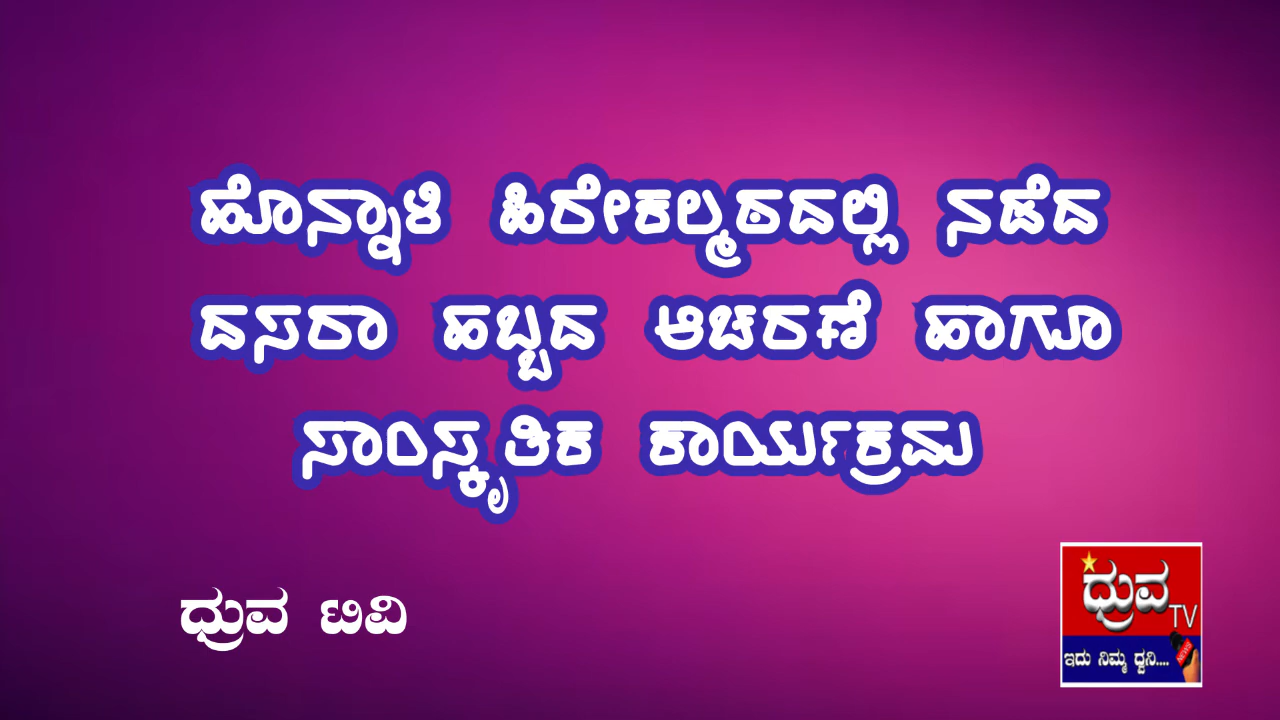 ಹೊನ್ನಾಳಿ ಹಿರೇಕಲ್ಮಠದಲ್ಲಿ ನಡೆದ
ದಸರಾ ಹಬ್ಬದ ಆಚರಣೆ ಹಾಗೂ
ಸಾಂಸ್ಕೃತಿಕ ಕಾರ್ಯಕ್ರಮ
ಧ್ರುವ ಟಿವಿ
ಧ್ರುವ
TV
ಇದು ನಿಮ್ಮ ಧ್ವನಿ....